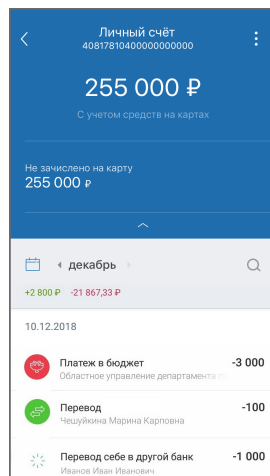 Личный счёт
40817810400000000000
255 000 ₽
С учетом средств на картах
Не зачислено на карту
255 000 ₽
декабрь
+2 800 ₽ -21 867,33 ₽
10.12.2018
Платеж в бюджет -3 000
Областное управление департамента
Перевод -100
Чешуйкина Марина Карповна
Перевод себе в другой банк -1 000
Иванов Иван Иванович